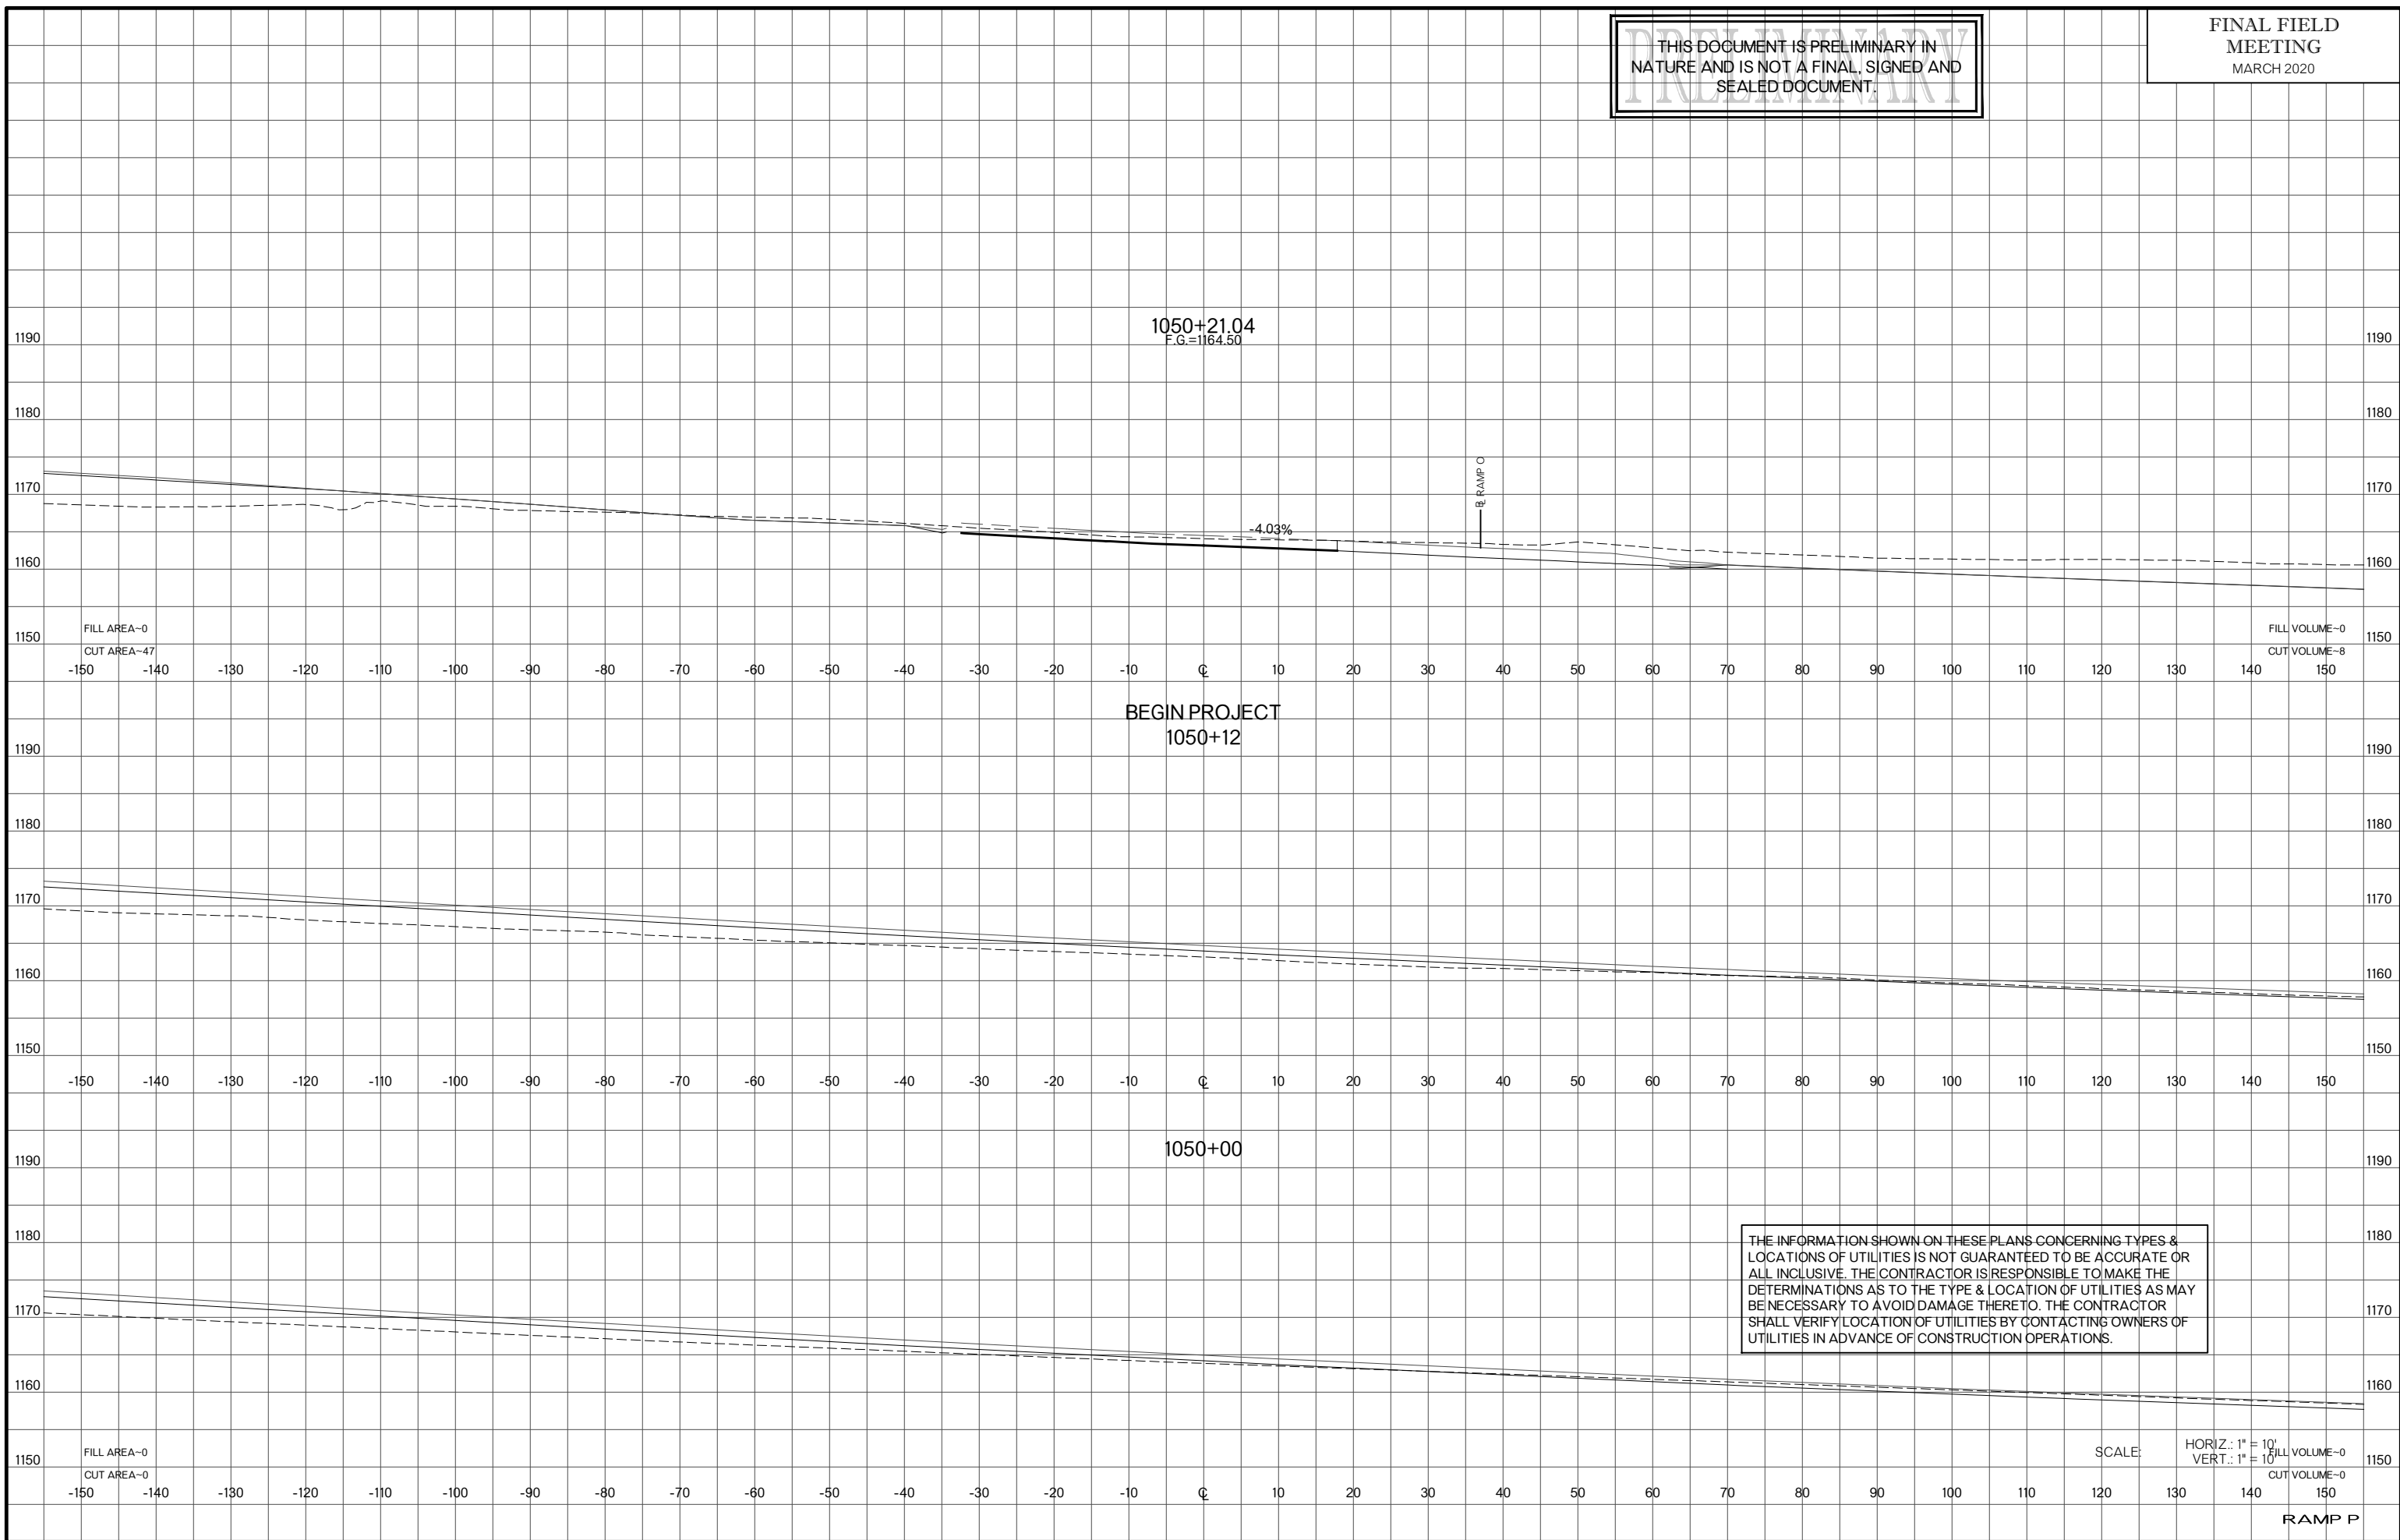 PRELIMINARY
THIS DOCUMENT IS PRELIMINARY IN
NATURE AND IS NOT A FINAL, SIGNED AND
SEALED DOCUMENT.
FINAL FIELD
MEETING
MARCH 2020
1050+21.04
F.G.=1164.50
1190 1190
1180 1180
1170 1170
1160 1160
1150 1150
℄ RAMP O
-4.03%
FILL AREA~0 FILL VOLUME~0
CUT AREA~47 CUT VOLUME~8
-150 -140 -130 -120 -110 -100 -90 -80 -70 -60 -50 -40 -30 -20 -10 ℄ 10 20 30 40 50 60 70 80 90 100 110 120 130 140 150
BEGIN PROJECT
1050+12
1190 1190
1180 1180
1170 1170
1160 1160
1150 1150
-150 -140 -130 -120 -110 -100 -90 -80 -70 -60 -50 -40 -30 -20 -10 ℄ 10 20 30 40 50 60 70 80 90 100 110 120 130 140 150
1050+00
1190 1190
1180 1180
1170 1170
1160 1160
1150 1150
THE INFORMATION SHOWN ON THESE PLANS CONCERNING TYPES &
LOCATIONS OF UTILITIES IS NOT GUARANTEED TO BE ACCURATE OR
ALL INCLUSIVE. THE CONTRACTOR IS RESPONSIBLE TO MAKE THE
DETERMINATIONS AS TO THE TYPE & LOCATION OF UTILITIES AS MAY
BE NECESSARY TO AVOID DAMAGE THERETO. THE CONTRACTOR
SHALL VERIFY LOCATION OF UTILITIES BY CONTACTING OWNERS OF
UTILITIES IN ADVANCE OF CONSTRUCTION OPERATIONS.
SCALE: HORIZ.: 1" = 10'
VERT.: 1" = 10'
FILL AREA~0 FILL VOLUME~0
CUT AREA~0 CUT VOLUME~0
-150 -140 -130 -120 -110 -100 -90 -80 -70 -60 -50 -40 -30 -20 -10 ℄ 10 20 30 40 50 60 70 80 90 100 110 120 130 140 150
RAMP P